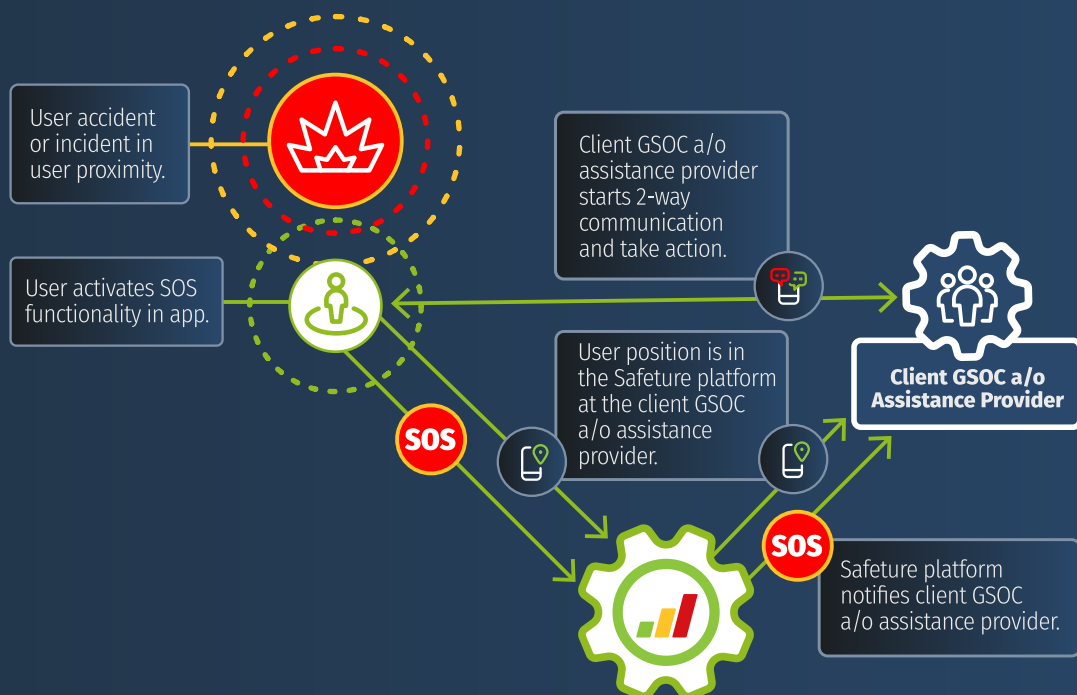 User accident
or incident in
user proximity.
Client GSOC a/o
assistance provider
starts 2-way
communication
and take action.
User activates SOS
functionality in app.
User position is in
the Safeture platform
at the client GSOC
a/o assistance
provider.
Client GSOC a/o
Assistance Provider
SOS
SOS
Safeture platform
notifies client GSOC
a/o assistance provider.